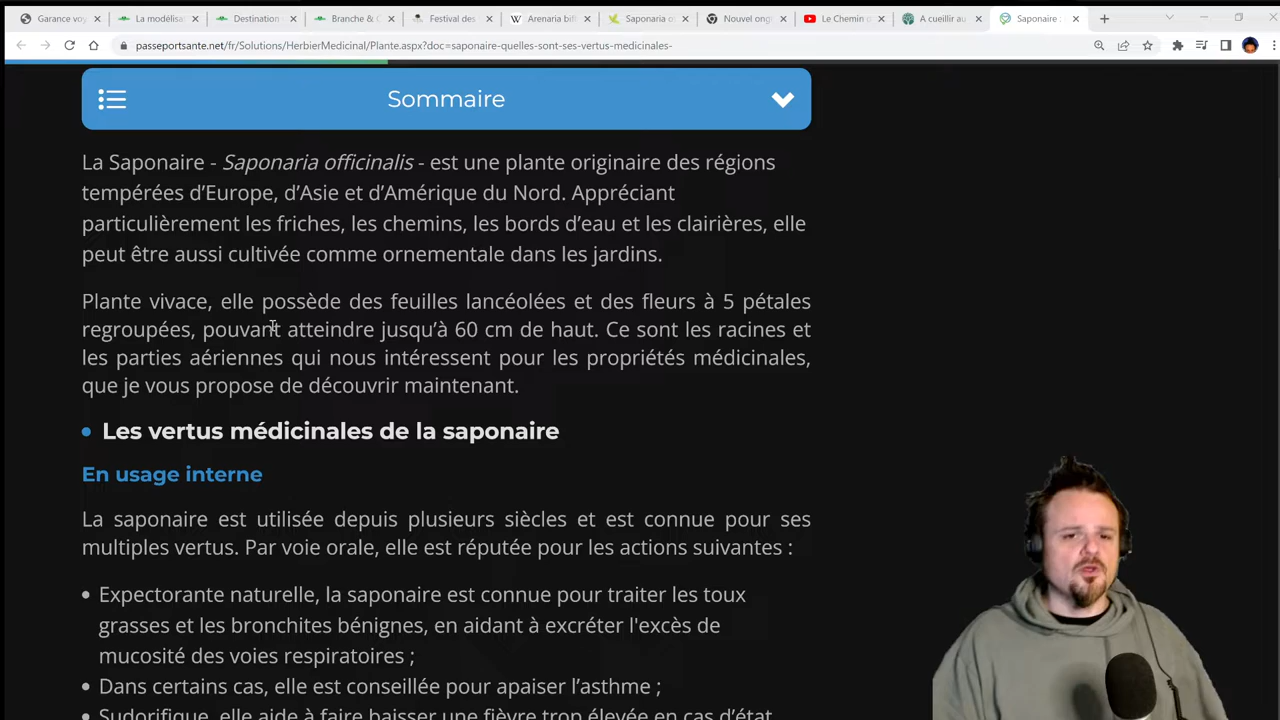 Garance voy
La modélisa
Destination
Branche & C
Festival des
Arenaria bif
Saponaria o
Nouvel ong
Le Chemin d
A cueillir au
Saponaire
passeportsante.net/fr/Solutions/HerbierMedicinal/Plante.aspx?doc=saponaire-quelles-sont-ses-vertus-medicinales-
Sommaire
La Saponaire - Saponaria officinalis - est une plante originaire des régions
tempérées d’Europe, d’Asie et d’Amérique du Nord. Appréciant
particulièrement les friches, les chemins, les bords d’eau et les clairières, elle
peut être aussi cultivée comme ornementale dans les jardins.
Plante vivace, elle possède des feuilles lancéolées et des fleurs à 5 pétales
regroupées, pouvant atteindre jusqu’à 60 cm de haut. Ce sont les racines et
les parties aériennes qui nous intéressent pour les propriétés médicinales,
que je vous propose de découvrir maintenant.
Les vertus médicinales de la saponaire
En usage interne
La saponaire est utilisée depuis plusieurs siècles et est connue pour ses
multiples vertus. Par voie orale, elle est réputée pour les actions suivantes :
Expectorante naturelle, la saponaire est connue pour traiter les toux
grasses et les bronchites bénignes, en aidant à excréter l'excès de
mucosité des voies respiratoires ;
Dans certains cas, elle est conseillée pour apaiser l’asthme ;
Sudorifique, elle aide à faire baisser une fièvre trop élevée en cas d’état